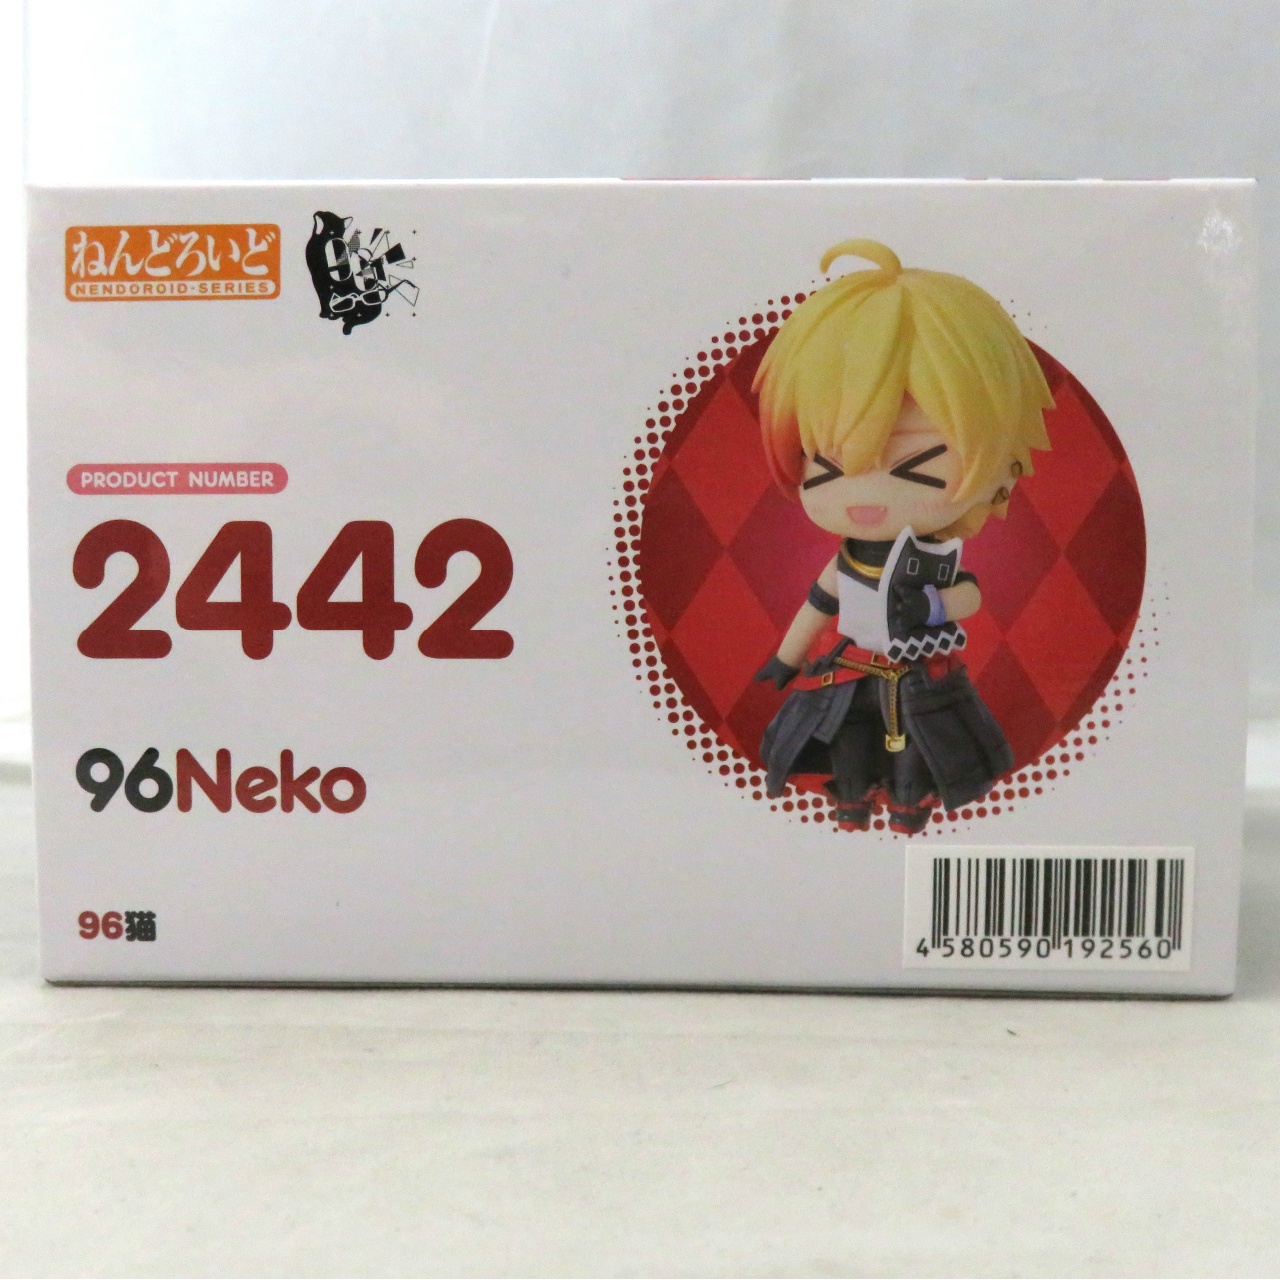 ねんどろいど
NENDOROID-SERIES
PRODUCT NUMBER
2442
96Neko
96猫
4 580590 192560